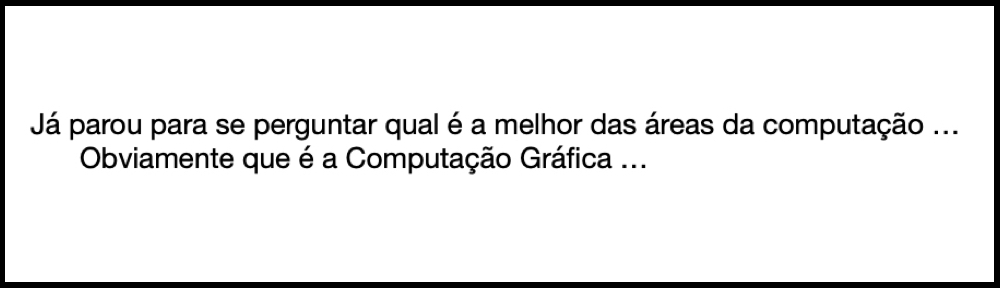 Já parou para se perguntar qual é a melhor das áreas da computação …
Obviamente que é a Computação Gráfica …